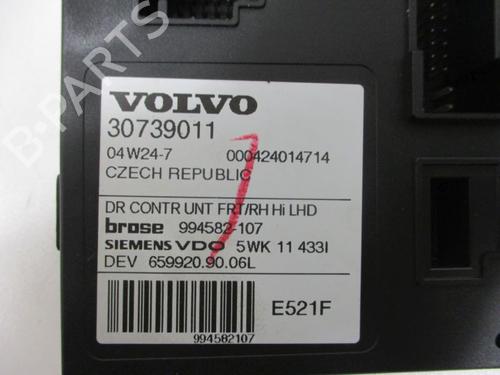 VOLVO
30739011
04W24-7 000424014714
CZECH REPUBLIC
DR CONTR UNT FRT/RH Hi LHD
brose 994582-107
SIEMENS VDO 5WK 11 433I
DEV 659920.90.06L
E521F
994582107
B-PARTS